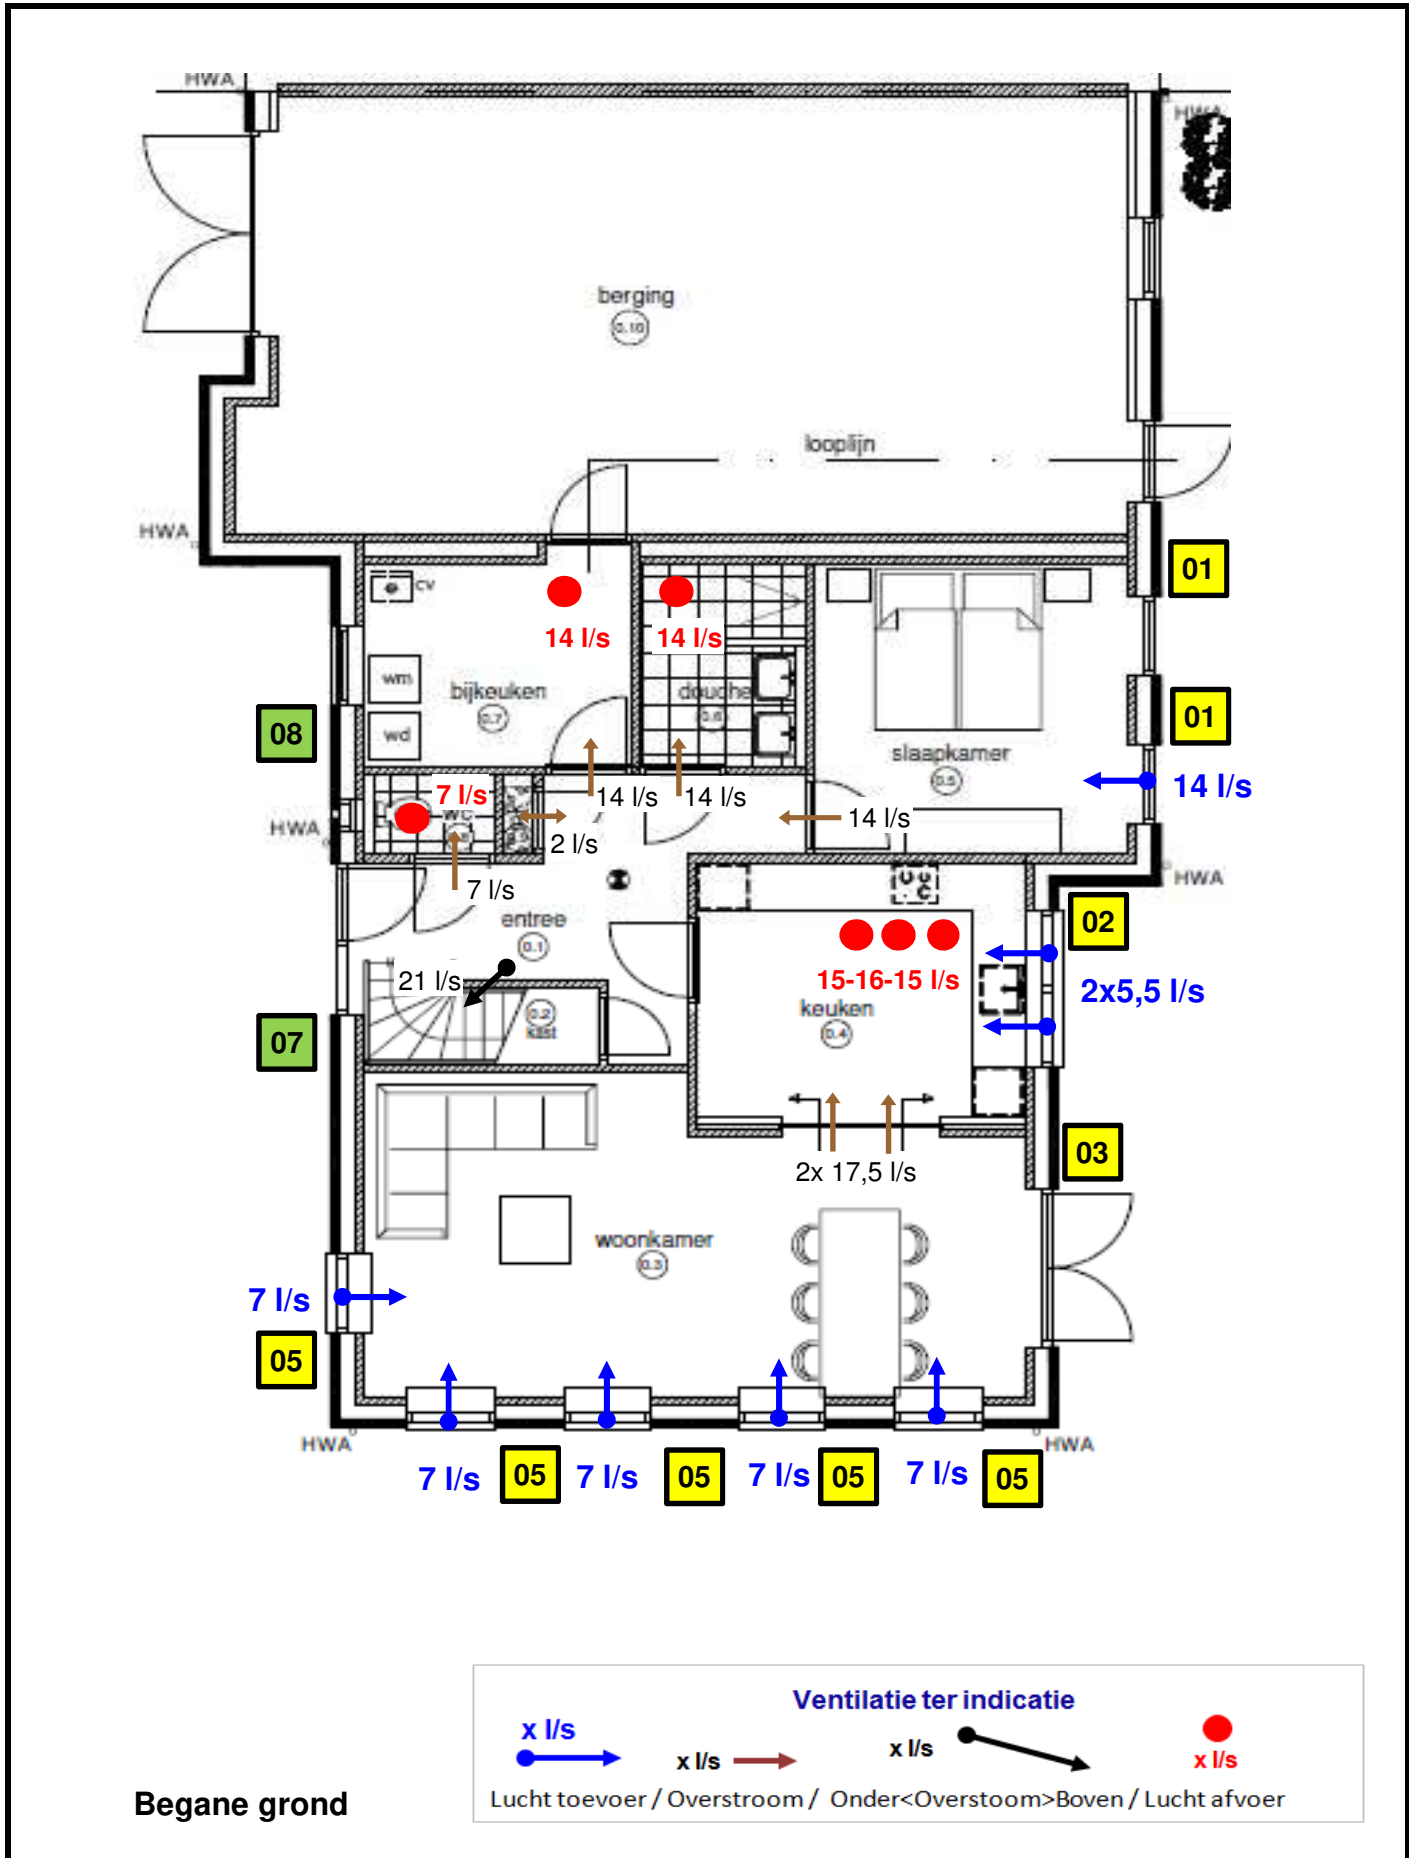 HWA
HWA
berging
0.10
looplijn
HWA
01
cv
14 l/s
14 l/s
wm
bijkeuken
0.7
douche
0.6
01
08
wd
slaapkamer
0.5
14 l/s
7 l/s
14 l/s
14 l/s
14 l/s
WC
HWA
2 l/s
7 l/s
HWA
entree
0.1
02
21 l/s
15-16-15 l/s
2x5,5 l/s
keuken
0.4
0.2
kast
07
03
2x 17,5 l/s
woonkamer
0.3
7 l/s
05
HWA
HWA
7 l/s
05
7 l/s
05
7 l/s
05
7 l/s
05
Ventilatie ter indicatie
x l/s
x l/s
x l/s
x l/s
Lucht toevoer / Overstroom / Onder<Overstoom>Boven / Lucht afvoer
Begane grond